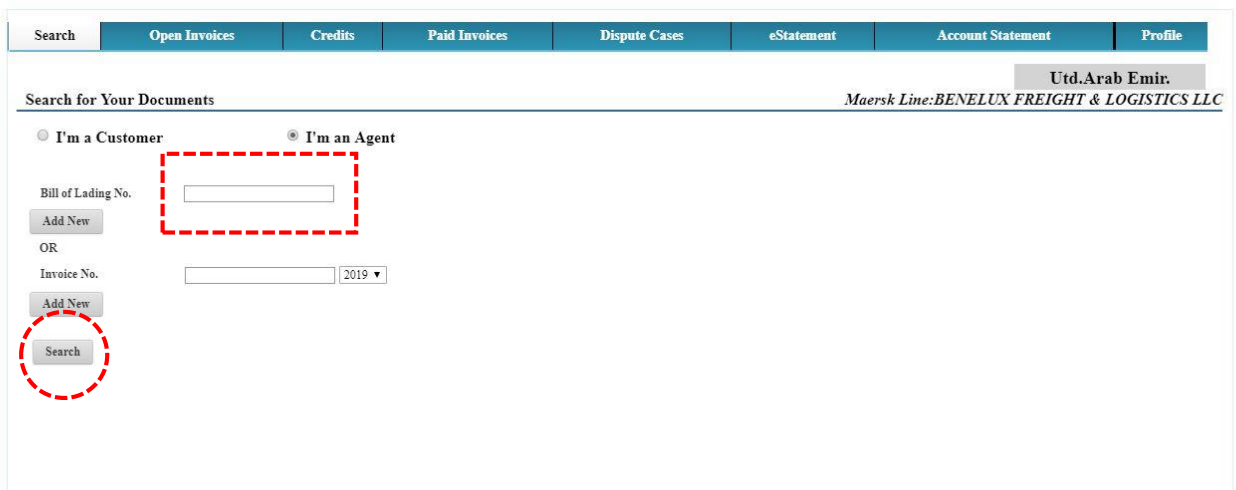 Search Open Invoices Credits Paid Invoices Dispute Cases eStatement Account Statement Profile
Utd.Arab Emir.
Search for Your Documents Maersk Line:BENELUX FREIGHT & LOGISTICS LLC
I'm a Customer I'm an Agent
Bill of Lading No.
Add New
OR
Invoice No. 2019
Add New
Search